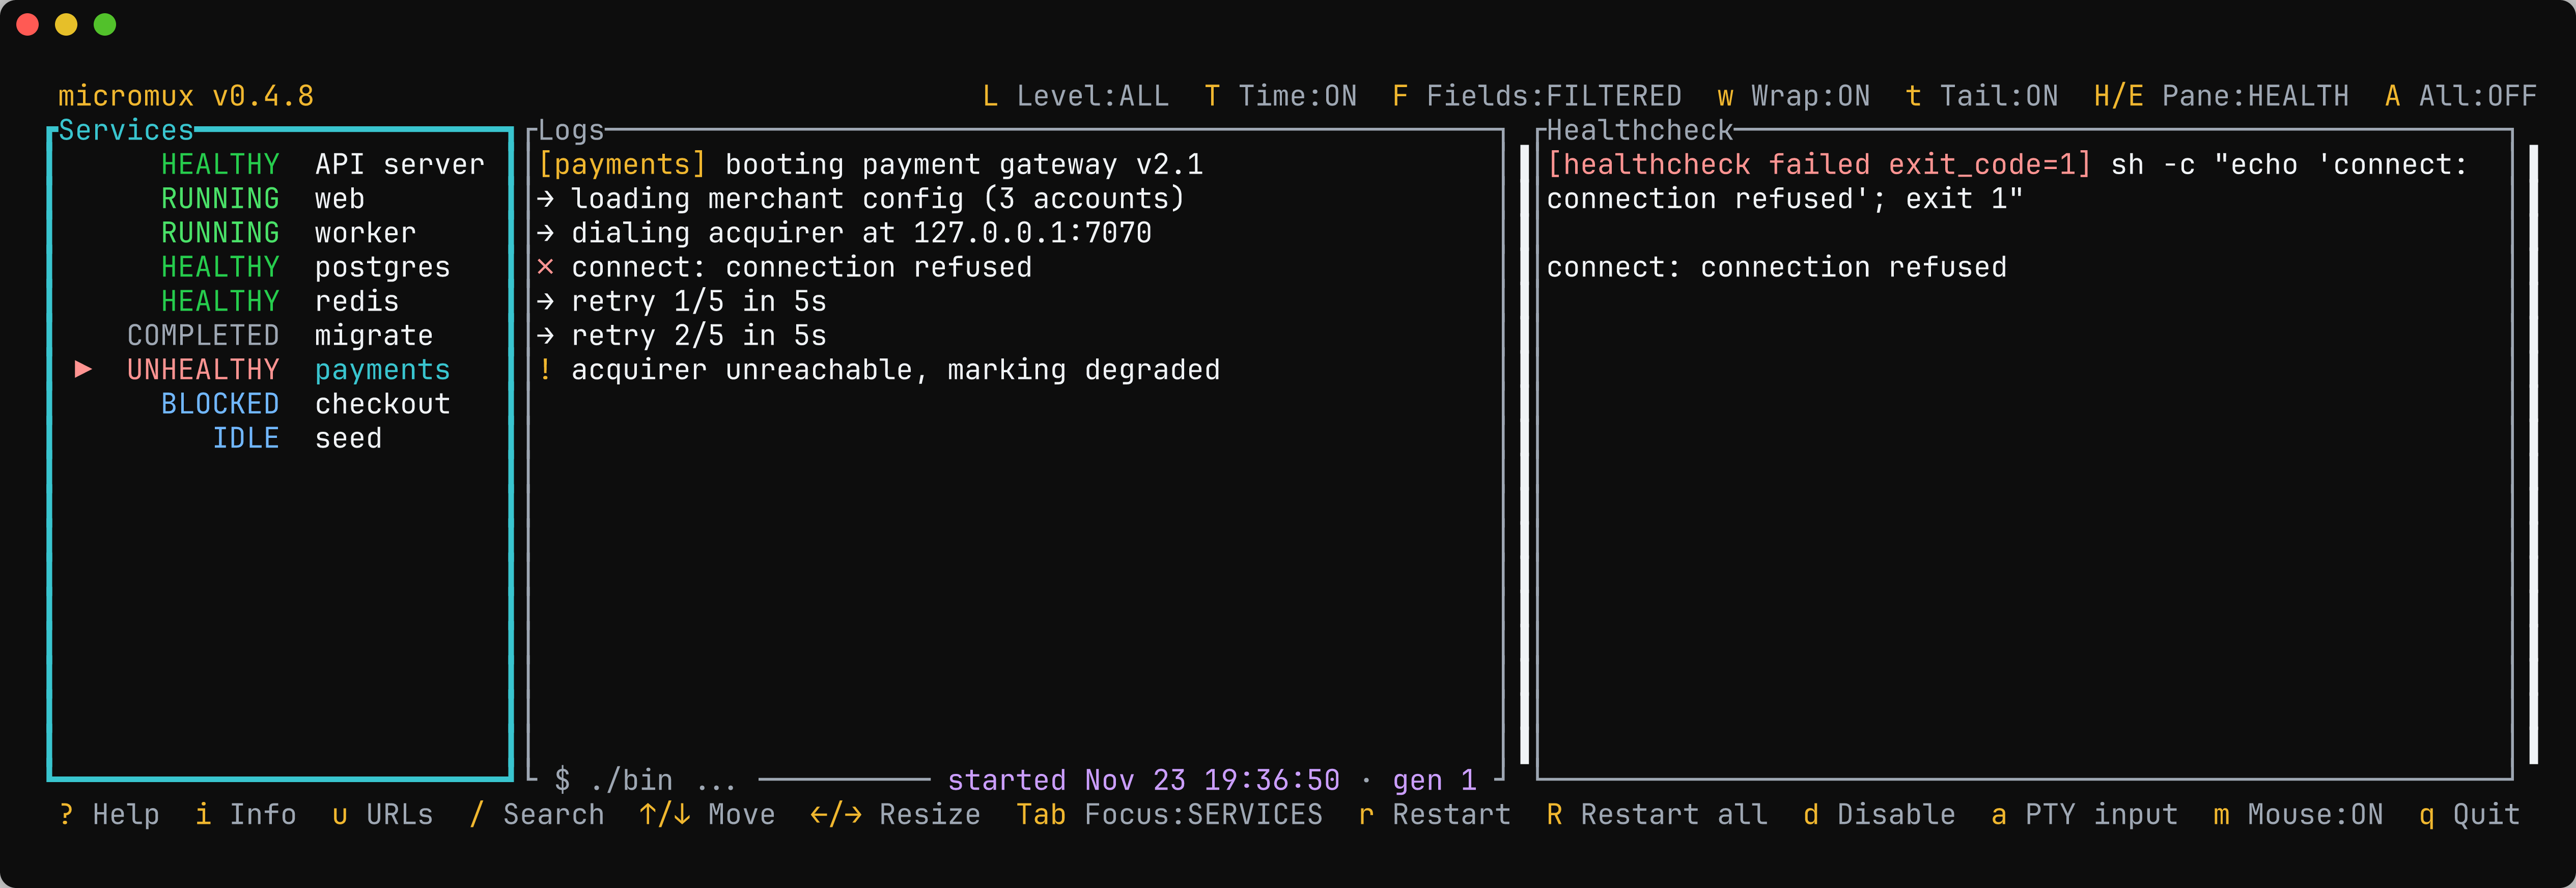 micromux v0.4.8
L Level:ALL  T Time:ON  F Fields:FILTERED  w Wrap:ON  t Tail:ON  H/E Pane:HEALTH  A All:OFF
Services
HEALTHY  API server
RUNNING  web
RUNNING  worker
HEALTHY  postgres
HEALTHY  redis
COMPLETED  migrate
▶ UNHEALTHY  payments
BLOCKED  checkout
IDLE  seed
Logs
[payments] booting payment gateway v2.1
→ loading merchant config (3 accounts)
→ dialing acquirer at 127.0.0.1:7070
✕ connect: connection refused
→ retry 1/5 in 5s
→ retry 2/5 in 5s
! acquirer unreachable, marking degraded
$ ./bin ...  started Nov 23 19:36:50 · gen 1
Healthcheck
[healthcheck failed exit_code=1] sh -c "echo 'connect:
connection refused'; exit 1"
connect: connection refused
? Help  i Info  u URLs  / Search  ↑/↓ Move  ←/→ Resize  Tab Focus:SERVICES  r Restart  R Restart all  d Disable  a PTY input  m Mouse:ON  q Quit